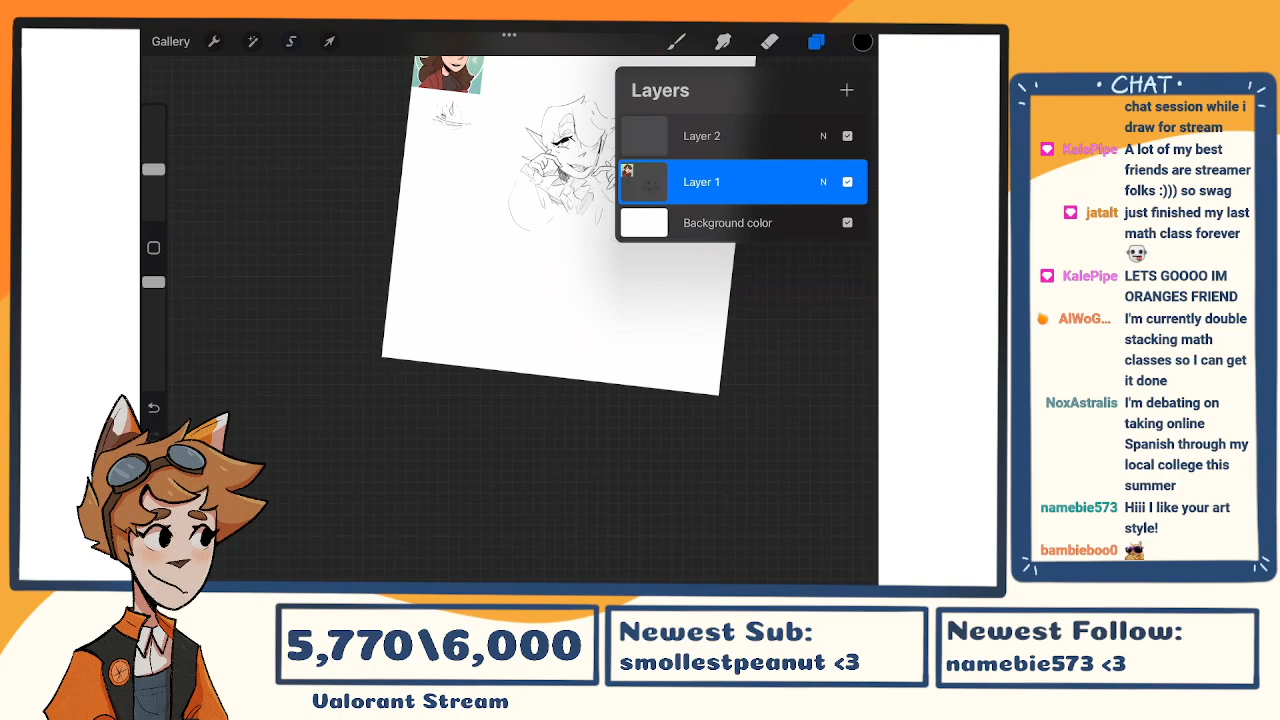 Gallery
Layers
Layer 2
N
Layer 1
N
Background color
• CHAT •
chat session while i
draw for stream
KalePipe A lot of my best
friends are streamer
folks :))) so swag
jatalt just finished my last
math class forever
KalePipe LETS GOOOO IM
ORANGES FRIEND
AlWoG... I'm currently double
stacking math
classes so I can get
it done
NoxAstralis I'm debating on
taking online
Spanish through my
local college this
summer
namebie573 Hiii I like your art
style!
bambieboo0
5,770\6,000
Valorant Stream
Newest Sub:
smollestpeanut <3
Newest Follow:
namebie573 <3